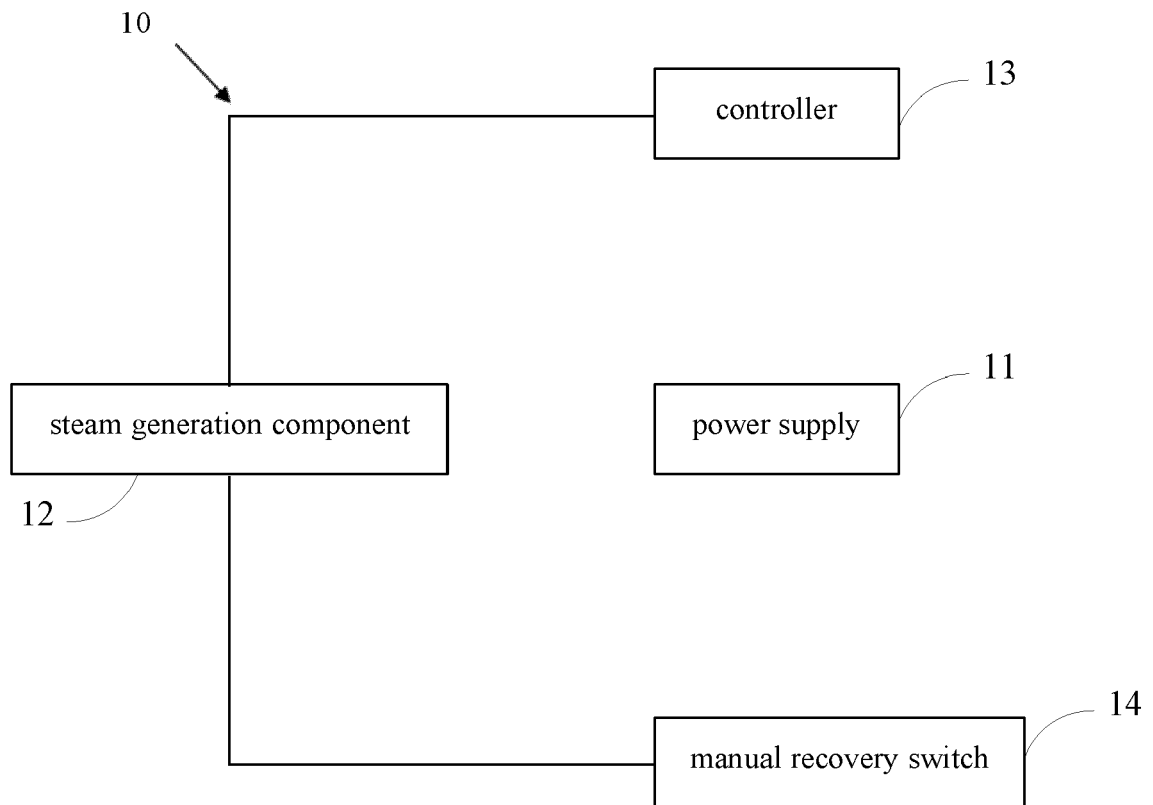 10
controller
13
steam generation component
12
power supply
11
manual recovery switch
14